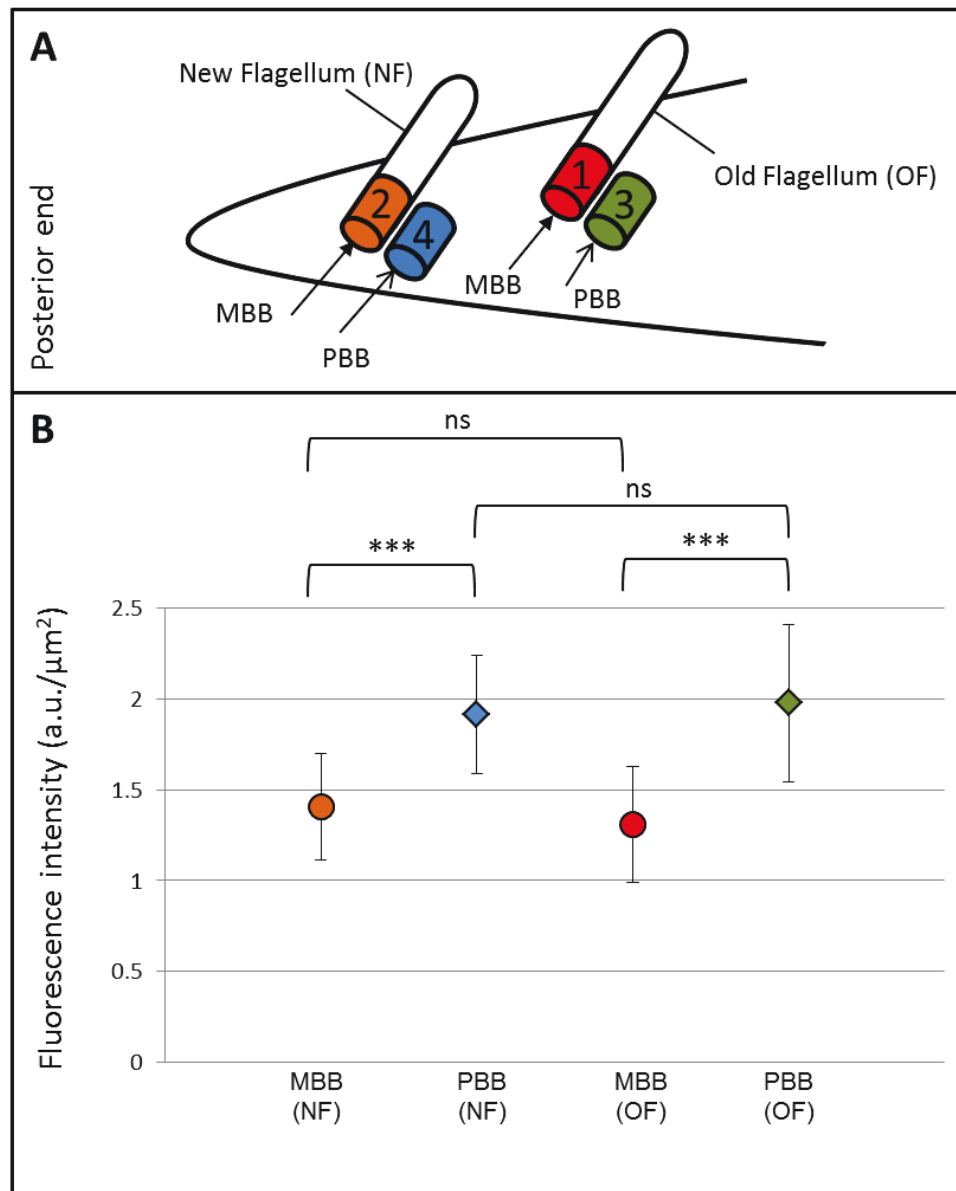 A
New Flagellum (NF)
Old Flagellum (OF)
Posterior end
1
2
3
4
MBB
PBB
MBB
PBB
B
ns
ns
***
***
Fluorescence intensity (a.u./μm²)
2.5
2
1.5
1
0.5
0
MBB
(NF)
PBB
(NF)
MBB
(OF)
PBB
(OF)